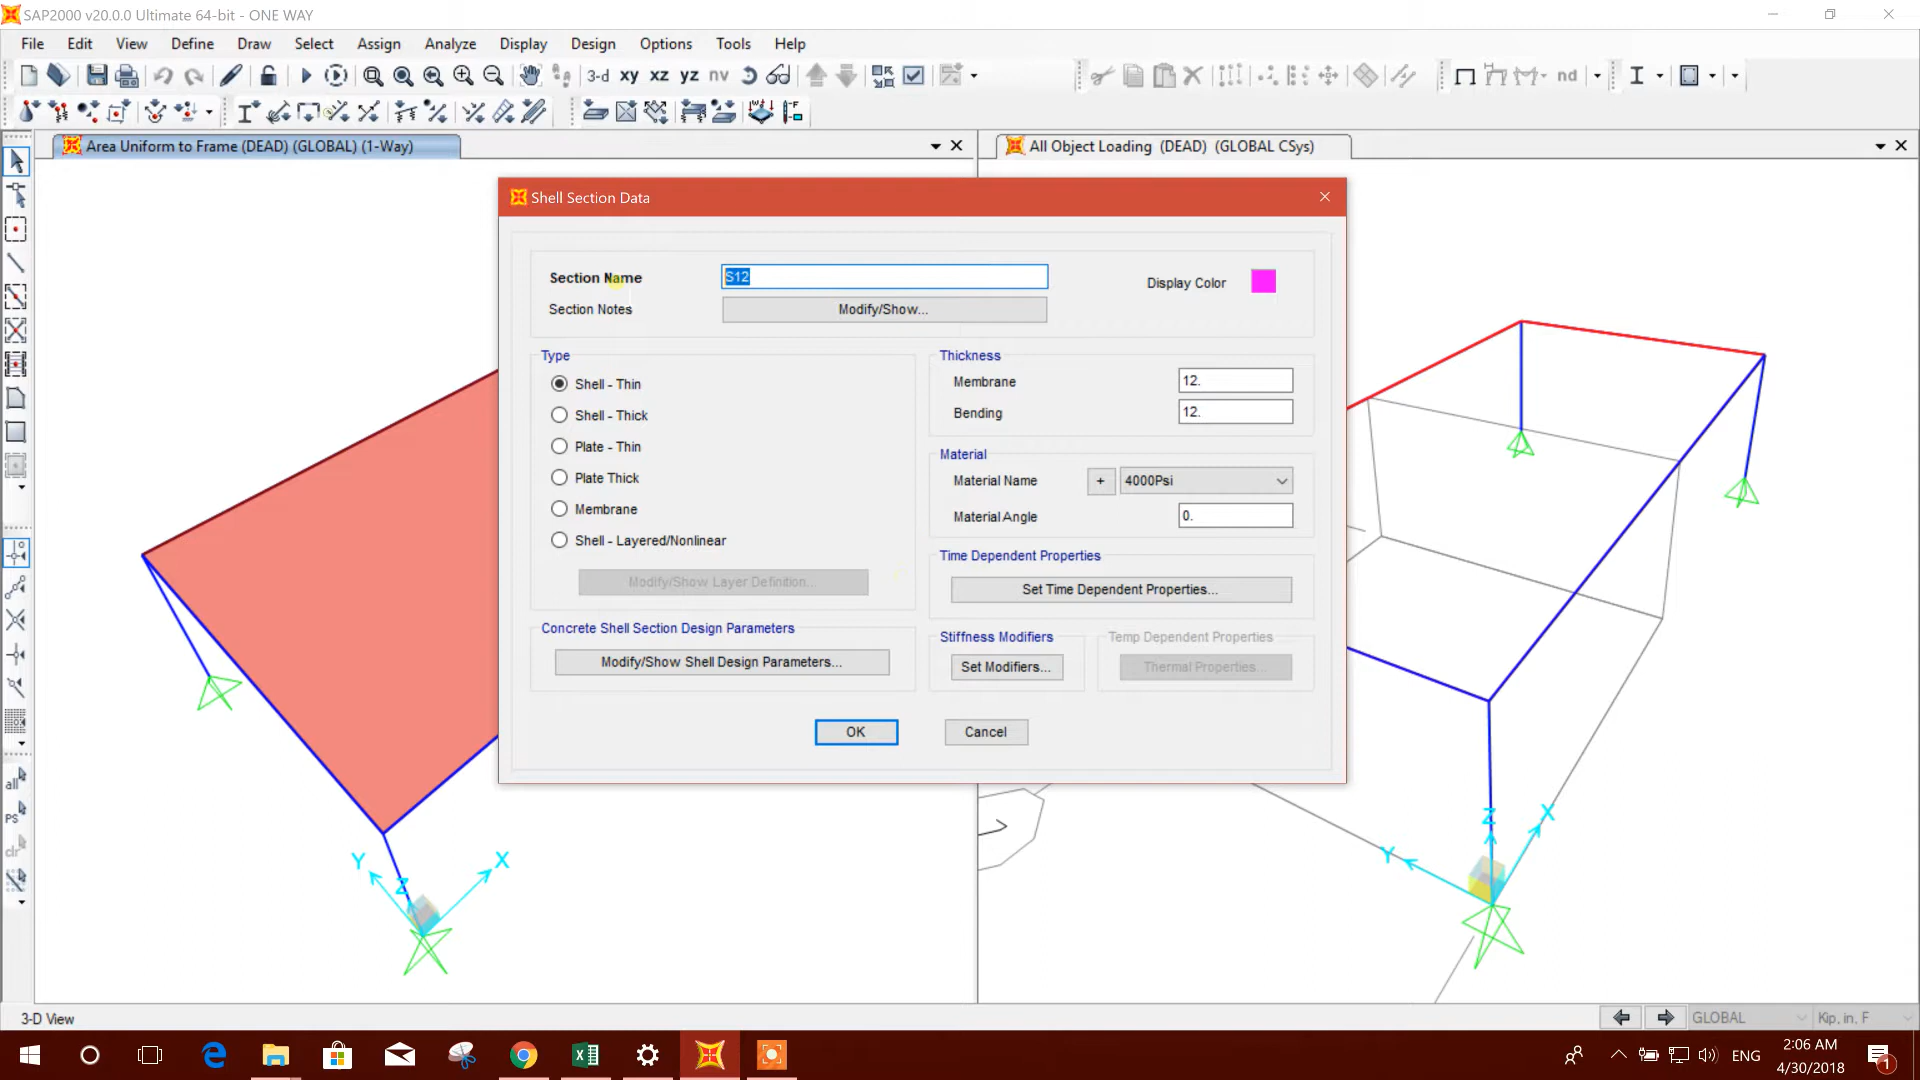 SAP2000 v20.0.0 Ultimate 64-bit - ONE WAY
File Edit View Define Draw Select Assign Analyze Display Design Options Tools Help
3-d xy xz yz nv nd
Area Uniform to Frame (DEAD) (GLOBAL) (1-Way)
All Object Loading (DEAD) (GLOBAL CSys)
Shell Section Data
Section Name S12
Display Color
Section Notes Modify/Show...
Type
Shell - Thin
Shell - Thick
Plate - Thin
Plate Thick
Membrane
Shell - Layered/Nonlinear
Modify/Show Layer Definition...
Concrete Shell Section Design Parameters
Modify/Show Shell Design Parameters...
Thickness
Membrane 12.
Bending 12.
Material
Material Name + 4000Psi
Material Angle 0.
Time Dependent Properties
Set Time Dependent Properties...
Stiffness Modifiers
Set Modifiers...
Temp Dependent Properties
Thermal Properties...
OK Cancel
all
PS
clr
Y Z X
Y Z X
3-D View
GLOBAL
Kip, in, F
ENG
2:06 AM
4/30/2018
1